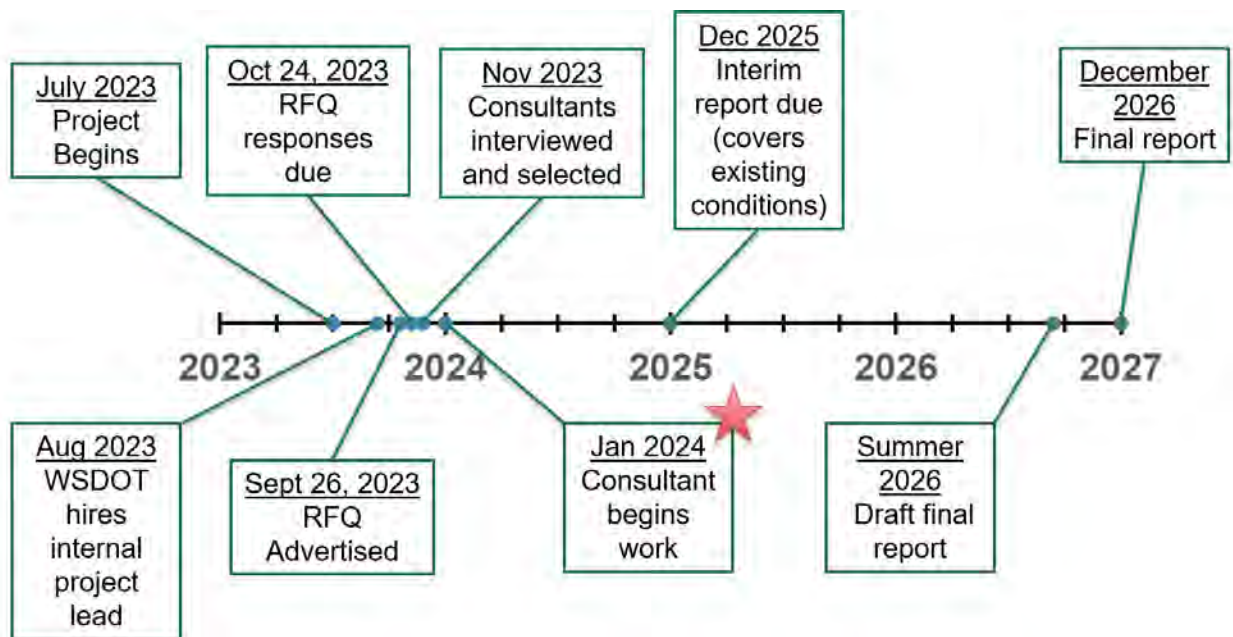 July 2023
Project
Begins
Oct 24, 2023
RFQ
responses
due
Nov 2023
Consultants
interviewed
and selected
Dec 2025
Interim
report due
(covers
existing
conditions)
December
2026
Final report
2023
2024
2025
2026
2027
Aug 2023
WSDOT
hires
internal
project
lead
Sept 26, 2023
RFQ
Advertised
Jan 2024
Consultant
begins
work
Summer
2026
Draft final
report